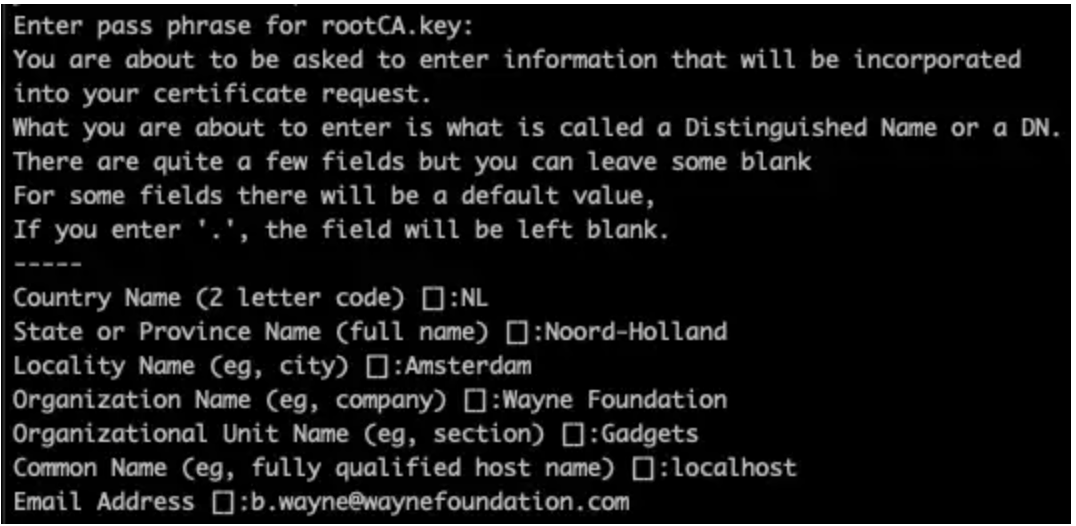 Enter pass phrase for rootCA.key:
You are about to be asked to enter information that will be incorporated
into your certificate request.
What you are about to enter is what is called a Distinguished Name or a DN.
There are quite a few fields but you can leave some blank
For some fields there will be a default value,
If you enter '.', the field will be left blank.
-----
Country Name (2 letter code) []:NL
State or Province Name (full name) []:Noord-Holland
Locality Name (eg, city) []:Amsterdam
Organization Name (eg, company) []:Wayne Foundation
Organizational Unit Name (eg, section) []:Gadgets
Common Name (eg, fully qualified host name) []:localhost
Email Address []:b.wayne@waynefoundation.com